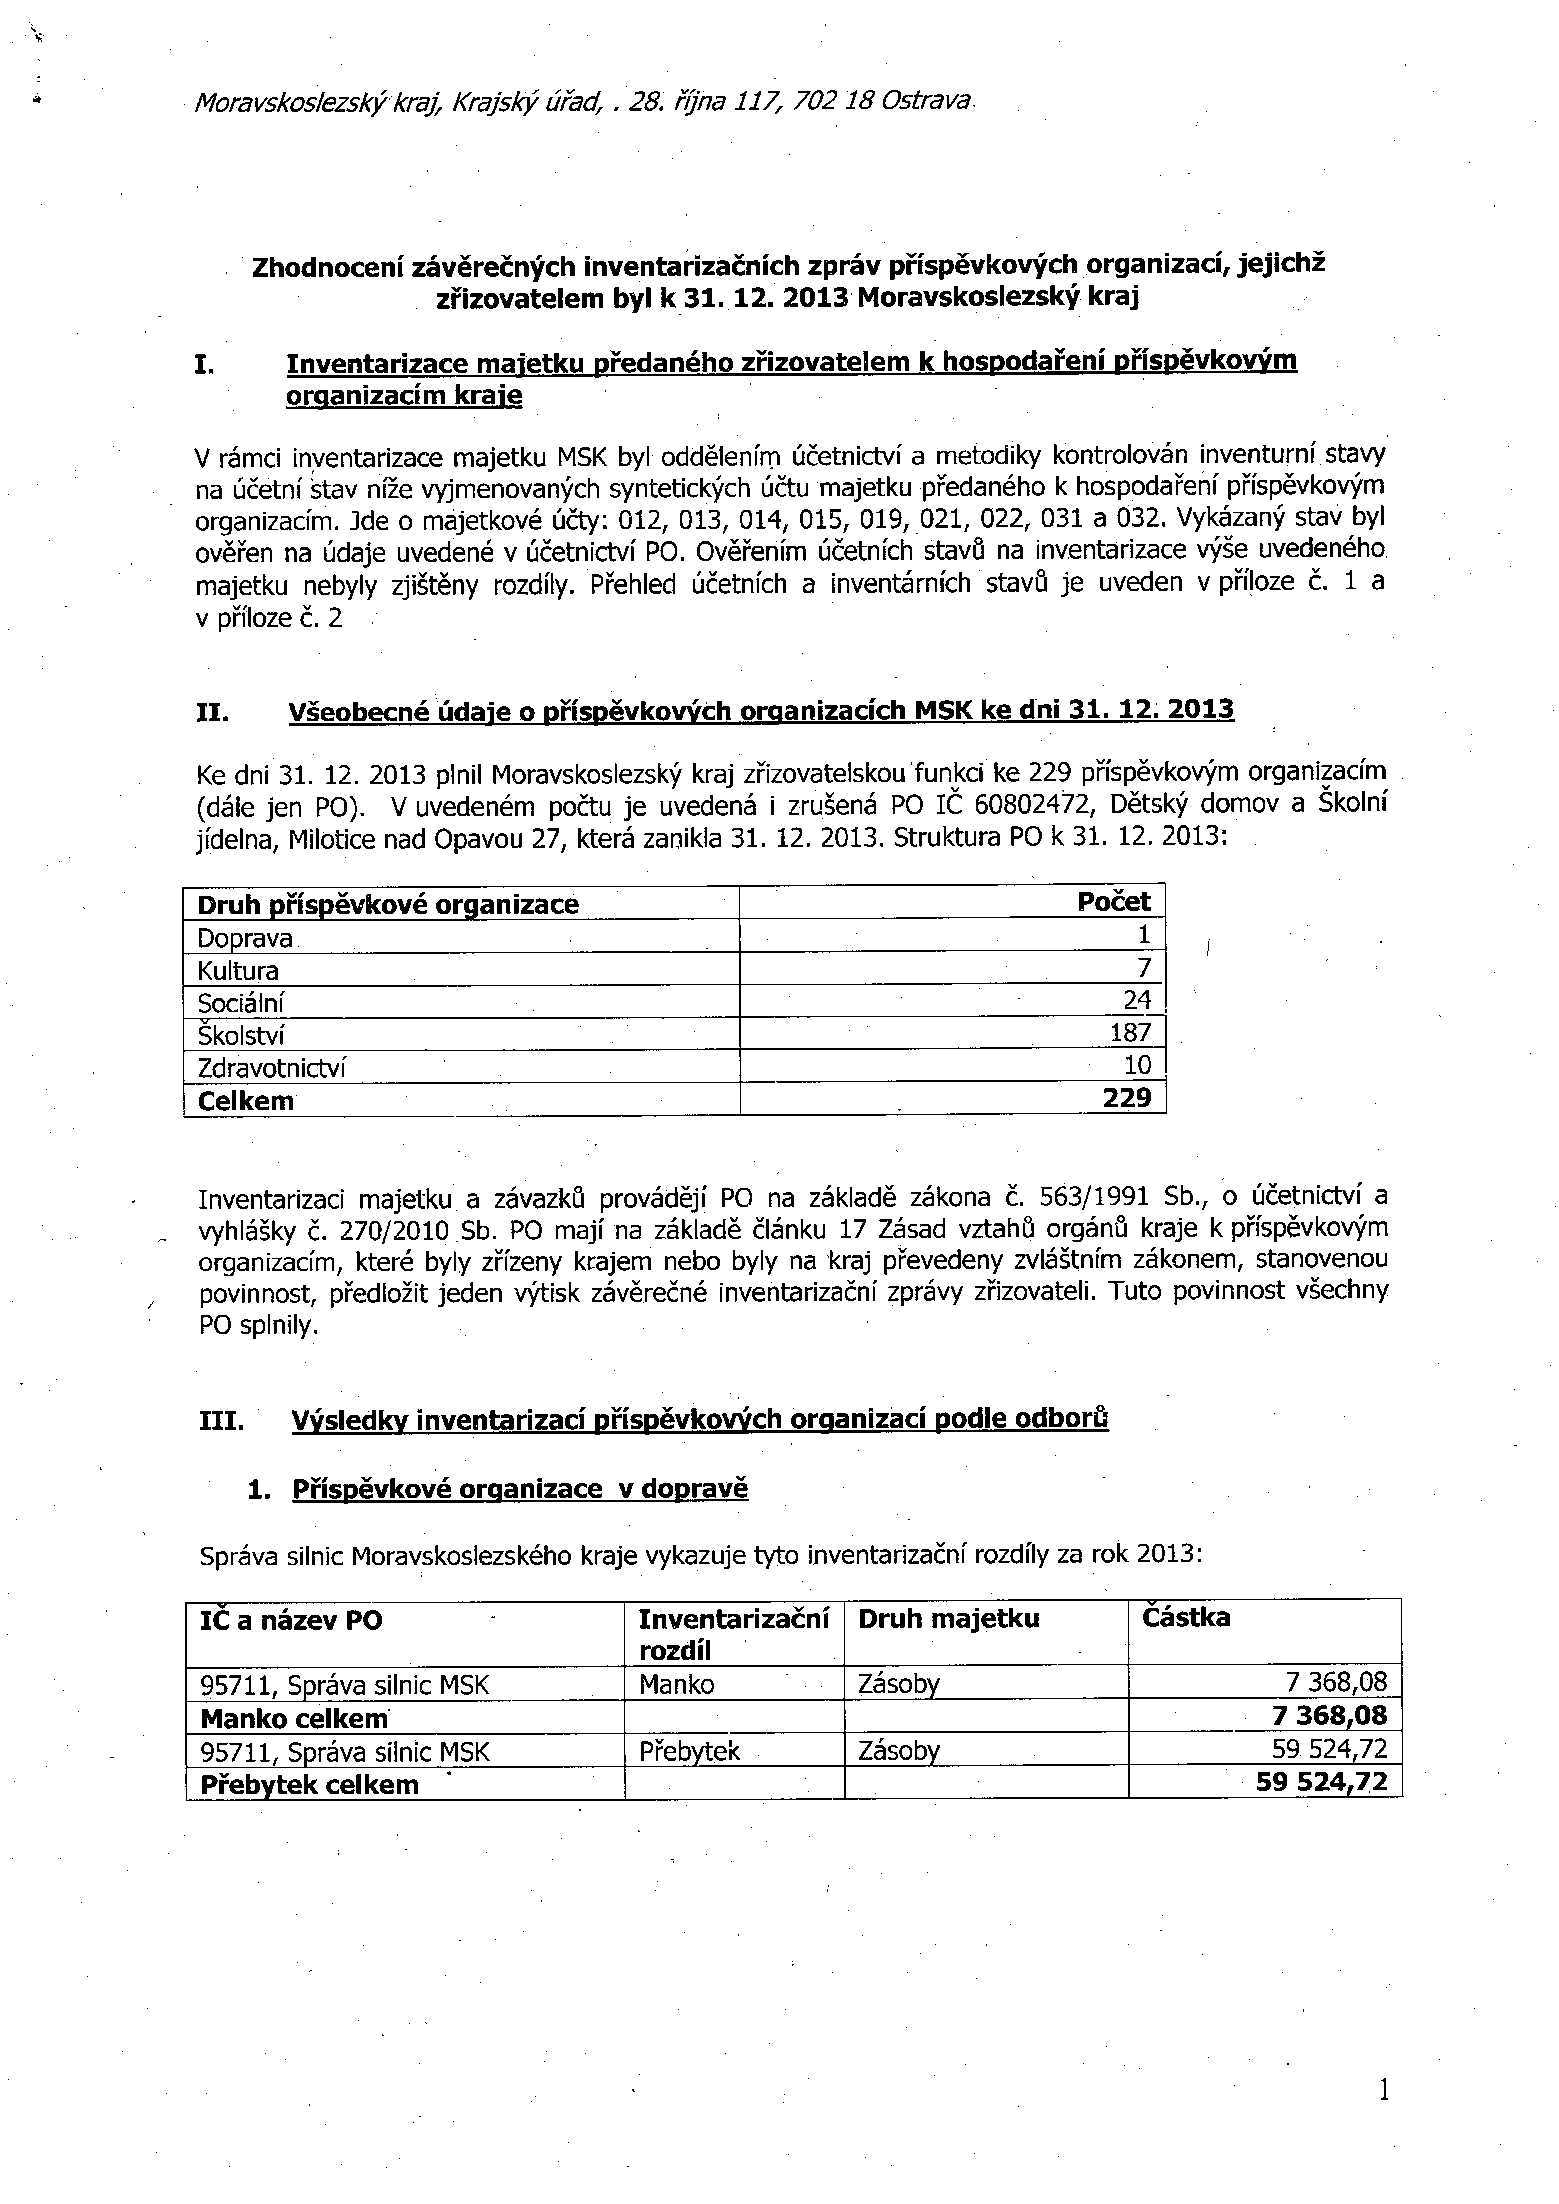 Moravskoslezský kraj, Krajský úřad, . 28. října 117, 702 18 Ostrava
Zhodnocení závěrečných inventarizačních zpráv příspěvkových organizací, jejichž
zřizovatelem byl k 31. 12. 2013 Moravskoslezský kraj
I. Inventarizace majetku předaného zřizovatelem k hospodaření příspěvkovým
organizacím kraje
V rámci inventarizace majetku MSK byl oddělením účetnictví a metodiky kontrolován inventurní stavy
na účetní stav níže vyjmenovaných syntetických účtu majetku předaného k hospodaření příspěvkovým
organizacím. Jde o majetkové účty: 012, 013, 014, 015, 019, 021, 022, 031 a 032. Vykázaný stav byl
ověřen na údaje uvedené v účetnictví PO. Ověřením účetních stavů na inventarizace výše uvedeného
majetku nebyly zjištěny rozdíly. Přehled účetních a inventárních stavů je uveden v příloze č. 1 a
v příloze č. 2
II. Všeobecné údaje o příspěvkových organizacích MSK ke dni 31. 12. 2013
Ke dni 31. 12. 2013 plnil Moravskoslezský kraj zřizovatelskou funkci ke 229 příspěvkovým organizacím
(dále jen PO). V uvedeném počtu je uvedená i zrušená PO IČ 60802472, Dětský domov a Školní
jídelna, Milotice nad Opavou 27, která zanikla 31. 12. 2013. Struktura PO k 31. 12. 2013:
Druh příspěvkové organizace Počet
Doprava 1
Kultura 7
Sociální 24
Školství 187
Zdravotnictví 10
Celkem 229
Inventarizaci majetku a závazků provádějí PO na základě zákona č. 563/1991 Sb., o účetnictví a
vyhlášky č. 270/2010 Sb. PO mají na základě článku 17 Zásad vztahů orgánů kraje k příspěvkovým
organizacím, které byly zřízeny krajem nebo byly na kraj převedeny zvláštním zákonem, stanovenou
povinnost, předložit jeden výtisk závěrečné inventarizační zprávy zřizovateli. Tuto povinnost všechny
PO splnily.
III. Výsledky inventarizací příspěvkových organizací podle odborů
1. Příspěvkové organizace v dopravě
Správa silnic Moravskoslezského kraje vykazuje tyto inventarizační rozdíly za rok 2013:
IČ a název PO Inventarizační Druh majetku Částka
rozdíl
95711, Správa silnic MSK Manko Zásoby 7 368,08
Manko celkem 7 368,08
95711, Správa silnic MSK Přebytek Zásoby 59 524,72
Přebytek celkem 59 524,72
1